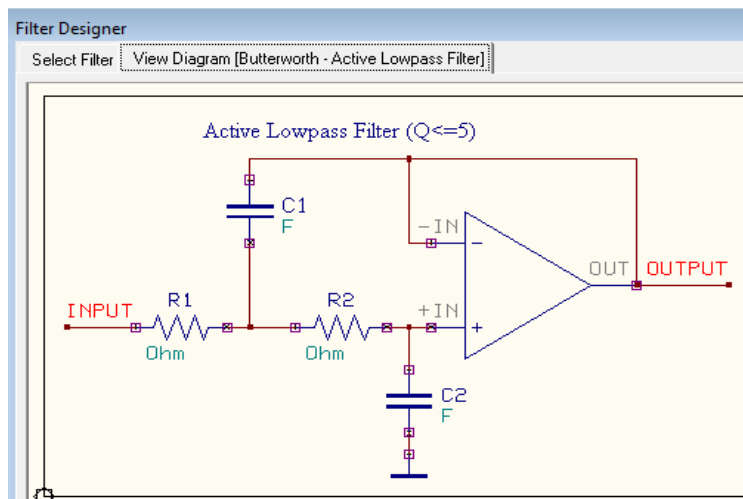 Filter Designer
Select Filter View Diagram [Butterworth - Active Lowpass Filter]
Active Lowpass Filter (Q<=5)
C1
F
-IN
OUT OUTPUT
INPUT R1 R2 +IN
Ohm Ohm
C2
F